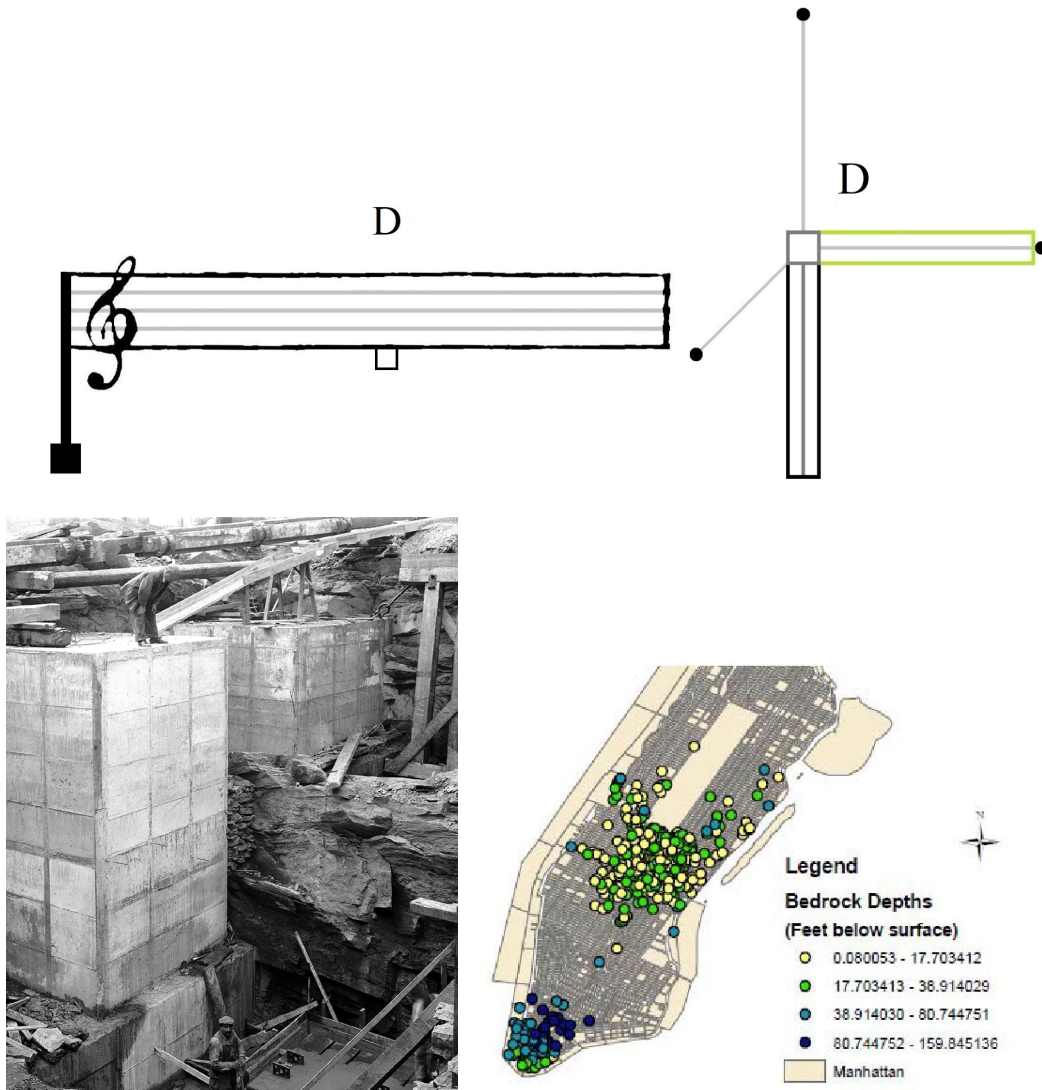 D
D
N
Legend
Bedrock Depths
(Feet below surface)
0.080053 - 17.703412
17.703413 - 38.914029
38.914030 - 80.744751
80.744752 - 159.845136
Manhattan